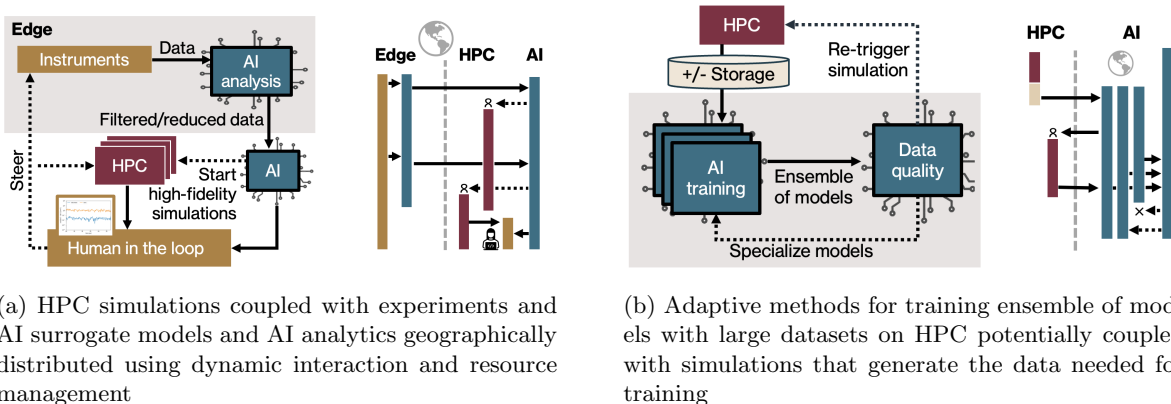 Edge
Instruments
Data
AI
analysis
Filtered/reduced data
HPC
Start
high-fidelity
simulations
AI
Steer
Human in the loop
Edge
HPC
AI
(a) HPC simulations coupled with experiments and
AI surrogate models and AI analytics geographically
distributed using dynamic interaction and resource
management
HPC
+/- Storage
Re-trigger
simulation
AI
training
Ensemble
of models
Data
quality
Specialize models
HPC
AI
(b) Adaptive methods for training ensemble of mod-
els with large datasets on HPC potentially coupled
with simulations that generate the data needed for
training